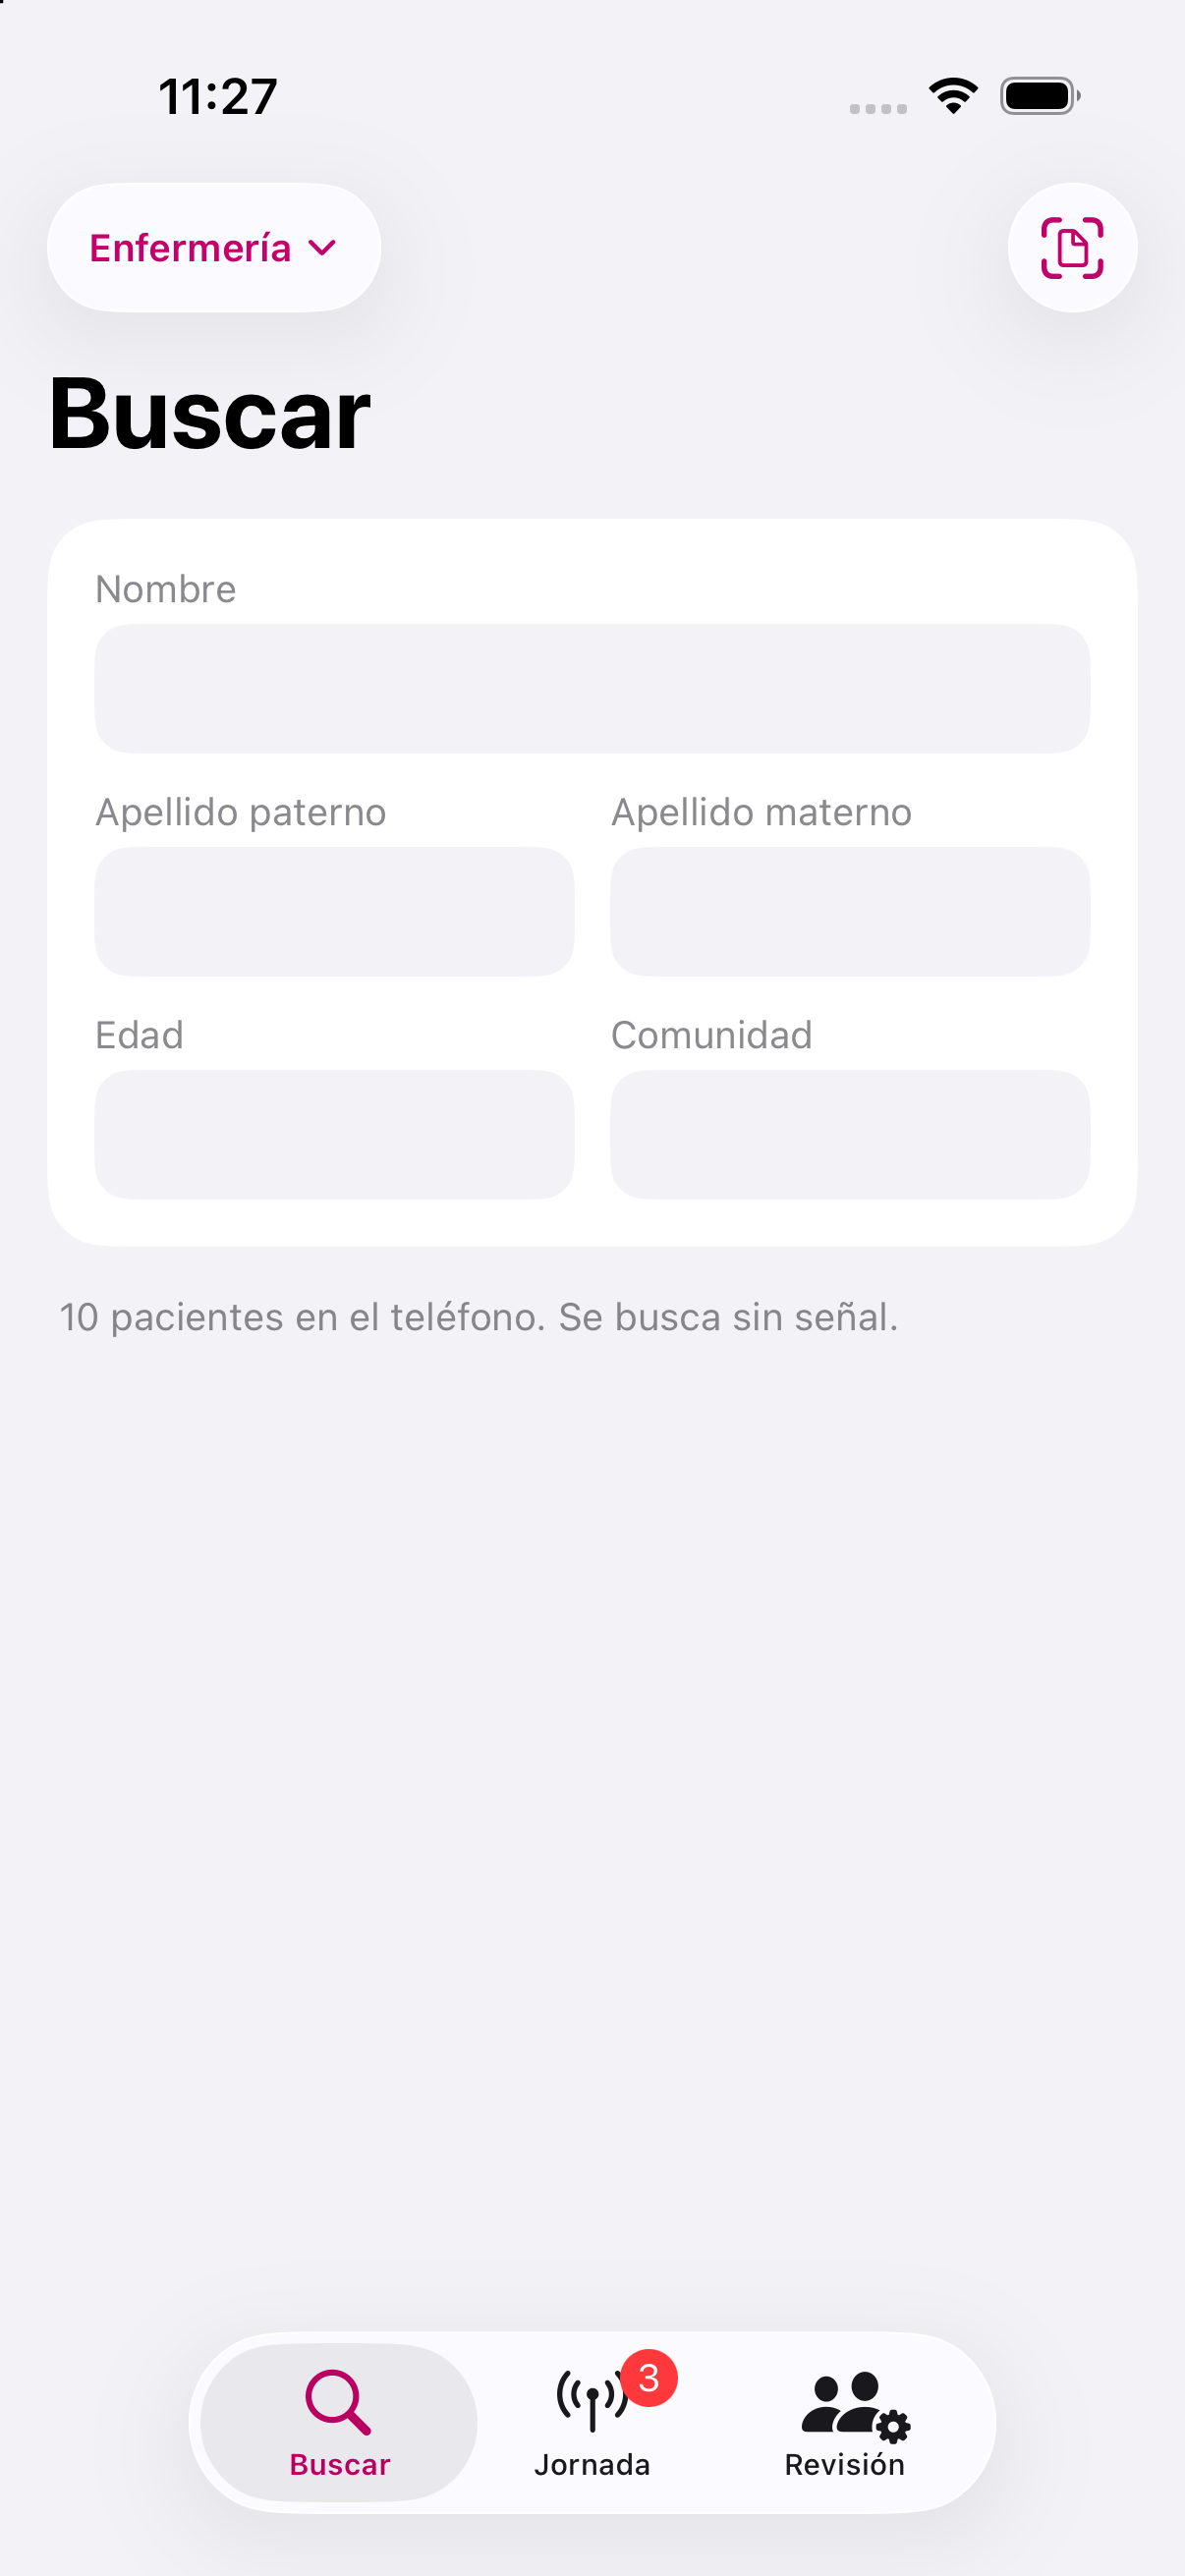 11:27
Enfermería
Buscar
Nombre
Apellido paterno Apellido materno
Edad Comunidad
10 pacientes en el teléfono. Se busca sin señal.
3
Buscar Jornada Revisión